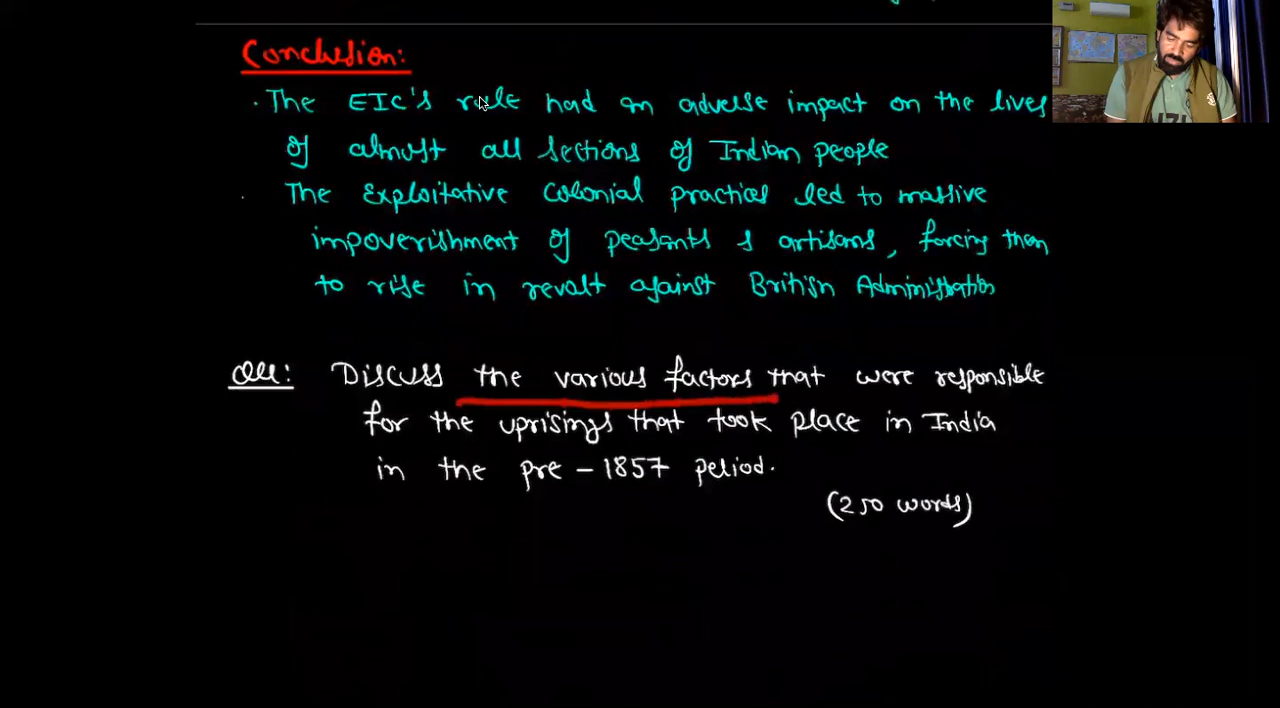 Conclusion:
· The EIC's rule had an adverse impact on the lives
of almost all sections of Indian people
· The Exploitative Colonial practices led to massive
impoverishment of peasants & artisans, forcing them
to rise in revolt against British Administration
Que: Discuss the various factors that were responsible
for the uprisings that took place in India
in the pre-1857 period.
(250 words)